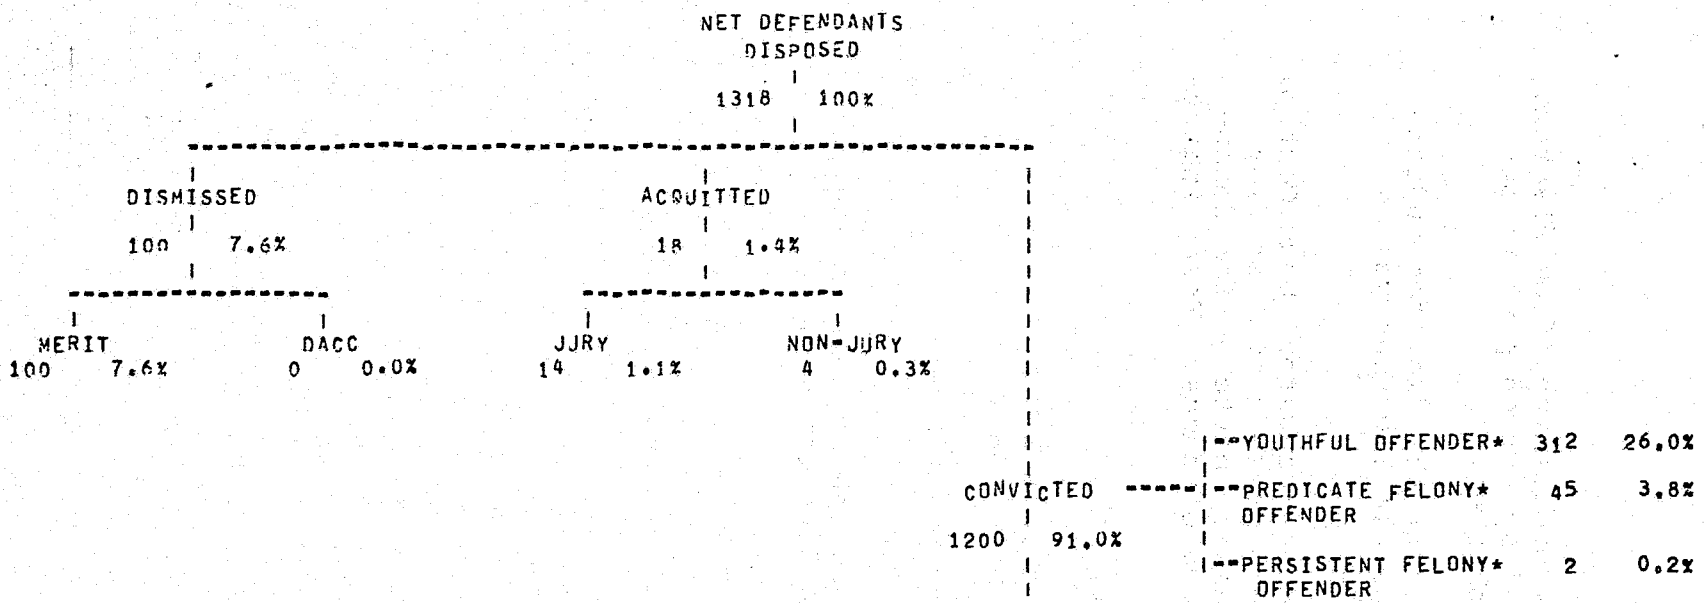 NET DEFENDANTS
DISPOSED
1318 100%
DISMISSED ACQUITTED
100 7.6% 18 1.4%
MERIT DACC JJRY NON-JURY
100 7.6% 0 0.0% 14 1.1% 4 0.3%
YOUTHFUL OFFENDER* 312 26.0%
CONVICTED PREDICATE FELONY* 45 3.8%
OFFENDER
1200 91.0%
PERSISTENT FELONY* 2 0.2%
OFFENDER